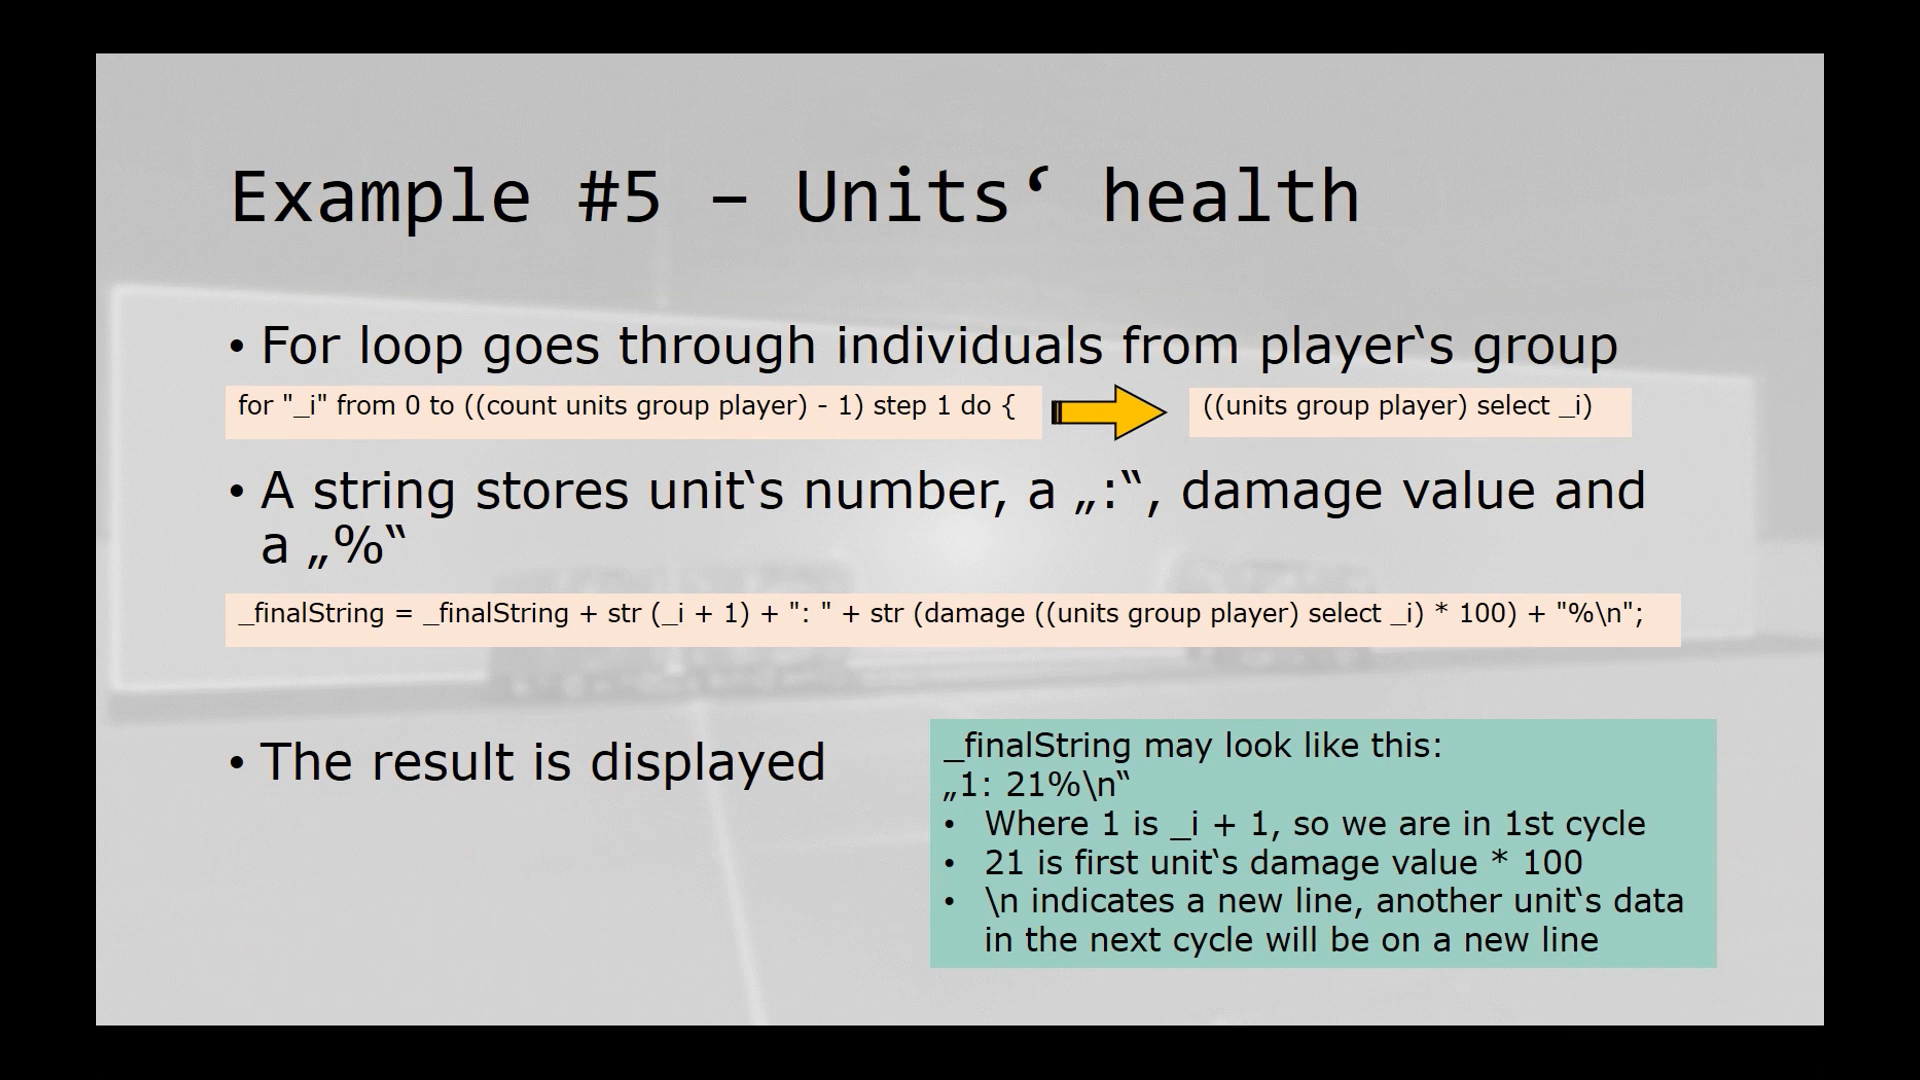 Example #5 – Units‘ health
• For loop goes through individuals from player‘s group
for "_i" from 0 to ((count units group player) - 1) step 1 do {
((units group player) select _i)
• A string stores unit‘s number, a „:“, damage value and
a „%“
_finalString = _finalString + str (_i + 1) + ": " + str (damage ((units group player) select _i) * 100) + "%\n";
• The result is displayed
_finalString may look like this:
„1: 21%\n“
• Where 1 is _i + 1, so we are in 1st cycle
• 21 is first unit‘s damage value * 100
• \n indicates a new line, another unit‘s data
in the next cycle will be on a new line